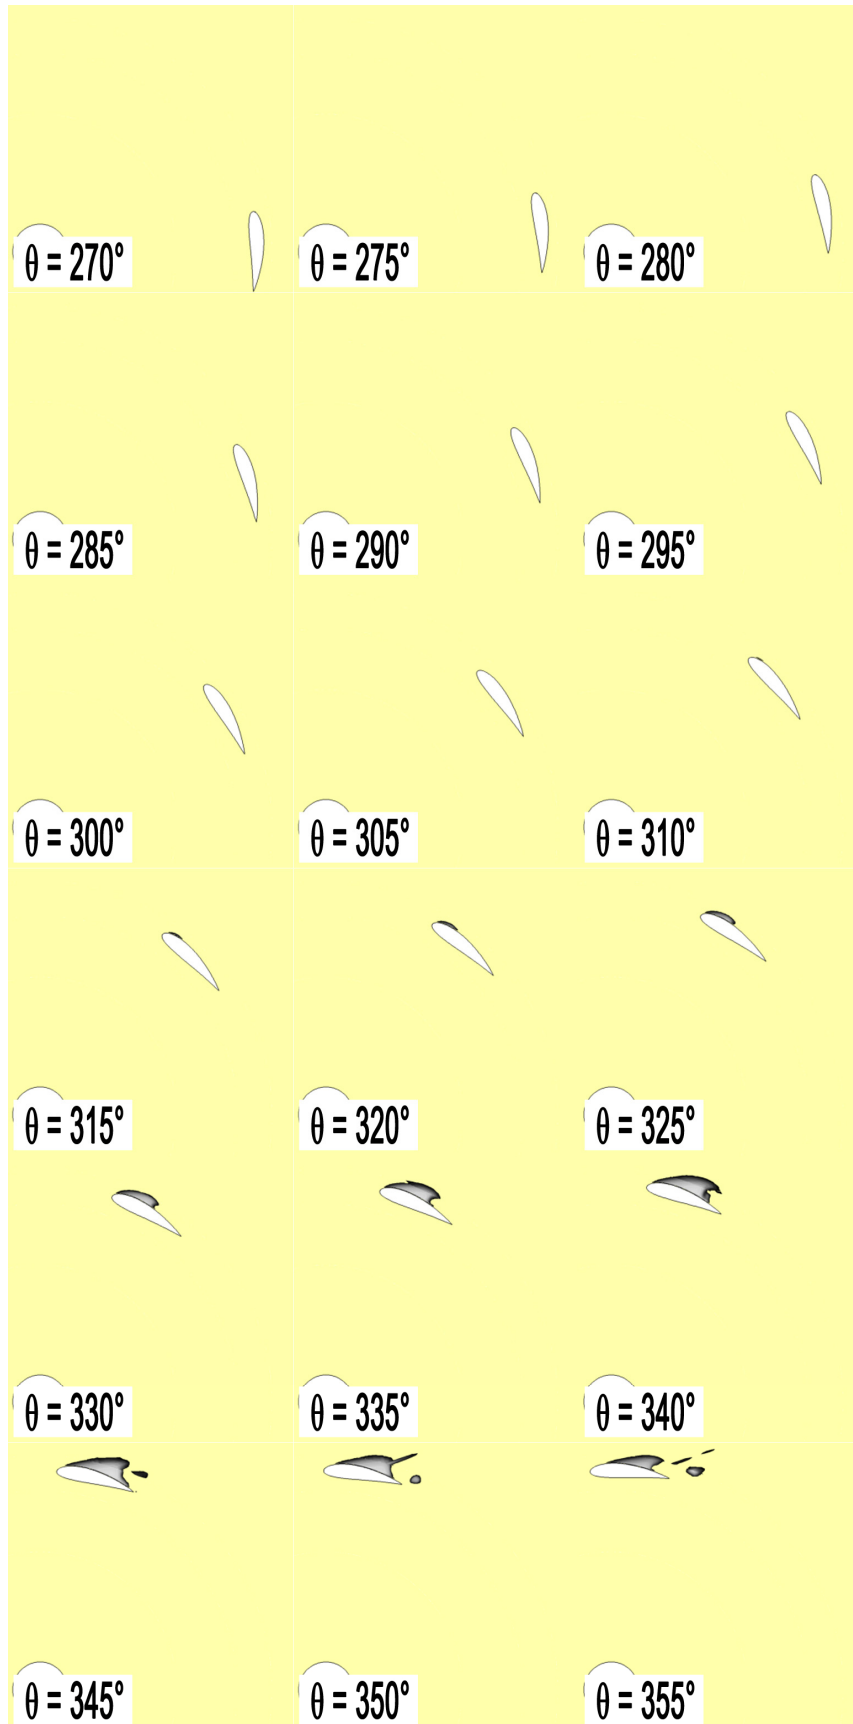 θ = 270°
θ = 275°
θ = 280°
θ = 285°
θ = 290°
θ = 295°
θ = 300°
θ = 305°
θ = 310°
θ = 315°
θ = 320°
θ = 325°
θ = 330°
θ = 335°
θ = 340°
θ = 345°
θ = 350°
θ = 355°